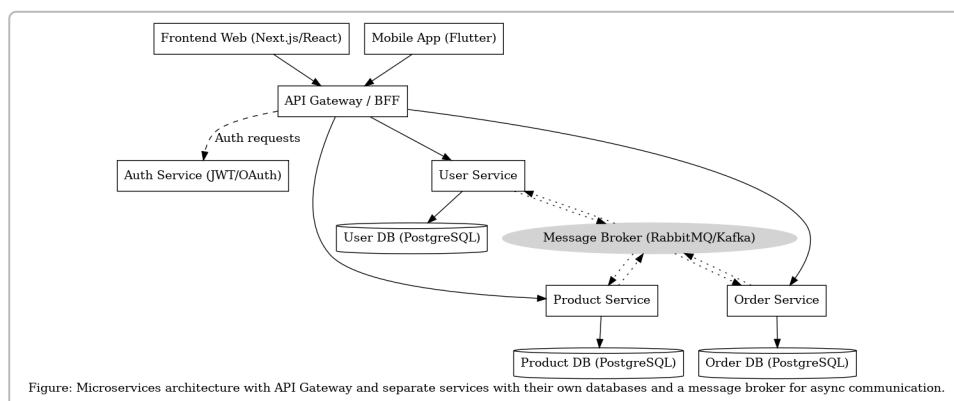 Frontend Web (Next.js/React)
Mobile App (Flutter)
API Gateway / BFF
Auth requests
Auth Service (JWT/OAuth)
User Service
User DB (PostgreSQL)
Message Broker (RabbitMQ/Kafka)
Product Service
Order Service
Product DB (PostgreSQL)
Order DB (PostgreSQL)
Figure: Microservices architecture with API Gateway and separate services with their own databases and a message broker for async communication.